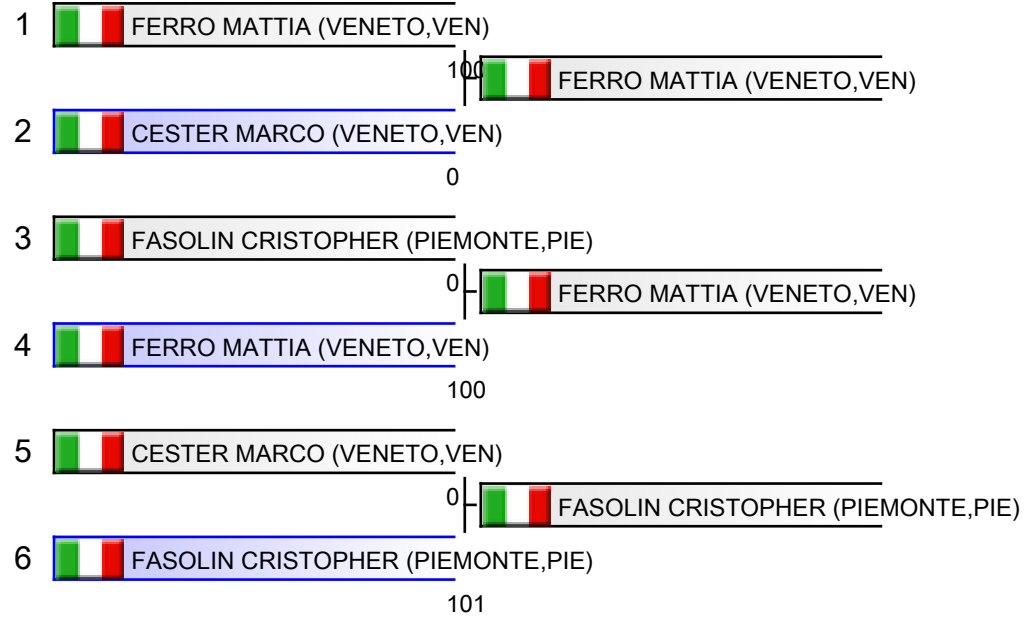 1 FERRO MATTIA (VENETO,VEN)
100
FERRO MATTIA (VENETO,VEN)
2 CESTER MARCO (VENETO,VEN)
0
3 FASOLIN CRISTOPHER (PIEMONTE,PIE)
0
FERRO MATTIA (VENETO,VEN)
4 FERRO MATTIA (VENETO,VEN)
100
5 CESTER MARCO (VENETO,VEN)
0
FASOLIN CRISTOPHER (PIEMONTE,PIE)
6 FASOLIN CRISTOPHER (PIEMONTE,PIE)
101